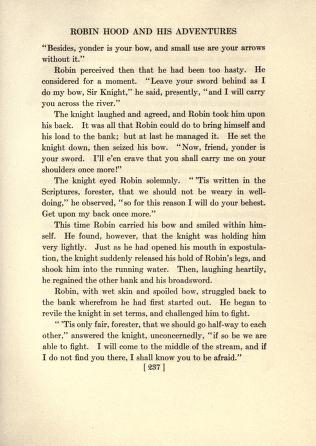 ROBIN HOOD AND HIS ADVENTURES
"Besides, yonder is your bow, and small use are your arrows
without it."
Robin perceived then that he had been too hasty. He
considered for a moment. "Leave your sword behind as I
do my bow, Sir Knight," he said, presently, "and I will carry
you across the river."
The knight laughed and agreed, and Robin took him upon
his back. It was all that Robin could do to bring himself and
his load to the bank; but at last he managed it. He set the
knight down, then seized his bow. "Now, friend, yonder is
your sword. I'll e'en crave that you shall carry me on your
shoulders once more!"
The knight eyed Robin solemnly. "'Tis written in the
Scriptures, forester, that we should not be weary in well-
doing," he observed, "so for this reason I will do your behest.
Get upon my back once more."
This time Robin carried his bow and smiled within him-
self. He found, however, that the knight was holding him
very lightly. Just as he had opened his mouth in expostula-
tion, the knight suddenly released his hold of Robin's legs, and
shook him into the running water. Then, laughing heartily,
he regained the other bank and his broadsword.
Robin, with wet skin and spoiled bow, struggled back to
the bank wherefrom he had first started out. He began to
revile the knight in set terms, and challenged him to fight.
"'Tis only fair, forester, that we should go half-way to each
other," answered the knight, unconcernedly, "if so be we are
able to fight. I will come to the middle of the stream, and if
I do not find you there, I shall know you to be afraid."
[ 237 ]